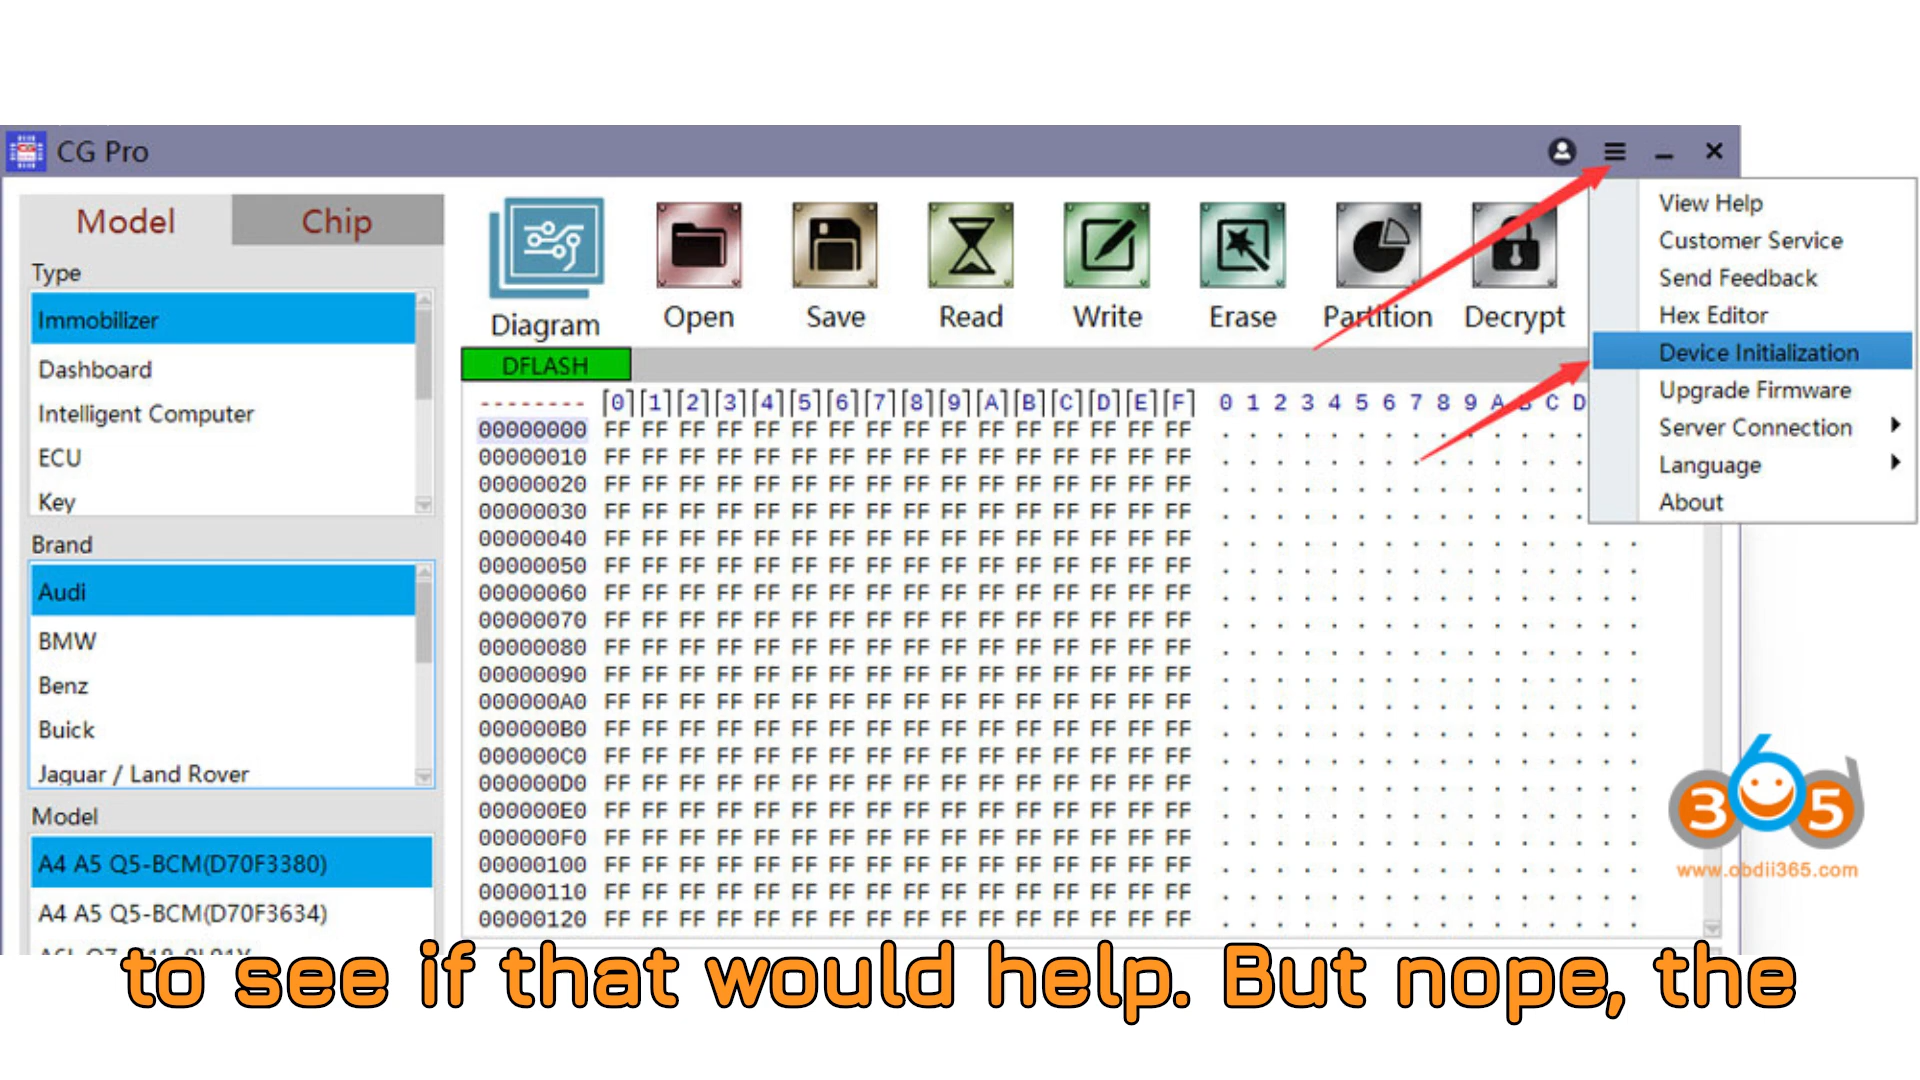 CG Pro
Model Chip
Type
Immobilizer
Dashboard
Intelligent Computer
ECU
Key
Brand
Audi
BMW
Benz
Buick
Jaguar / Land Rover
Model
A4 A5 Q5-BCM(D70F3380)
A4 A5 Q5-BCM(D70F3634)
Diagram Open Save Read Write Erase Partition Decrypt
DFLASH
-------- [0][1][2][3][4][5][6][7][8][9][A][B][C][D][E][F] 0 1 2 3 4 5 6 7 8 9 A B C D
00000000 FF FF FF FF FF FF FF FF FF FF FF FF FF FF FF FF
00000010 FF FF FF FF FF FF FF FF FF FF FF FF FF FF FF FF
00000020 FF FF FF FF FF FF FF FF FF FF FF FF FF FF FF FF
00000030 FF FF FF FF FF FF FF FF FF FF FF FF FF FF FF FF
00000040 FF FF FF FF FF FF FF FF FF FF FF FF FF FF FF FF
00000050 FF FF FF FF FF FF FF FF FF FF FF FF FF FF FF FF
00000060 FF FF FF FF FF FF FF FF FF FF FF FF FF FF FF FF
00000070 FF FF FF FF FF FF FF FF FF FF FF FF FF FF FF FF
00000080 FF FF FF FF FF FF FF FF FF FF FF FF FF FF FF FF
00000090 FF FF FF FF FF FF FF FF FF FF FF FF FF FF FF FF
000000A0 FF FF FF FF FF FF FF FF FF FF FF FF FF FF FF FF
000000B0 FF FF FF FF FF FF FF FF FF FF FF FF FF FF FF FF
000000C0 FF FF FF FF FF FF FF FF FF FF FF FF FF FF FF FF
000000D0 FF FF FF FF FF FF FF FF FF FF FF FF FF FF FF FF
000000E0 FF FF FF FF FF FF FF FF FF FF FF FF FF FF FF FF
000000F0 FF FF FF FF FF FF FF FF FF FF FF FF FF FF FF FF
00000100 FF FF FF FF FF FF FF FF FF FF FF FF FF FF FF FF
00000110 FF FF FF FF FF FF FF FF FF FF FF FF FF FF FF FF
00000120 FF FF FF FF FF FF FF FF FF FF FF FF FF FF FF FF
View Help
Customer Service
Send Feedback
Hex Editor
Device Initialization
Upgrade Firmware
Server Connection
Language
About
365
www.obdii365.com
to see if that would help. But nope, the